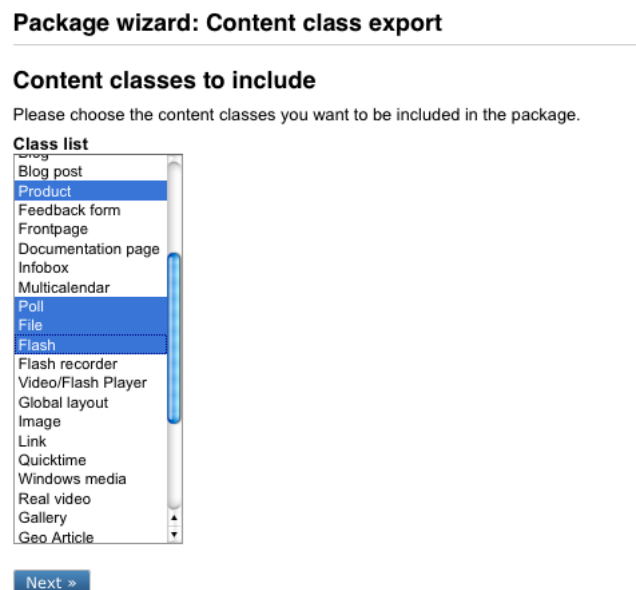 Package wizard: Content class export
Content classes to include
Please choose the content classes you want to be included in the package.
Class list
Blog
Blog post
Product
Feedback form
Frontpage
Documentation page
Infobox
Multicalendar
Poll
File
Flash
Flash recorder
Video/Flash Player
Global layout
Image
Link
Quicktime
Windows media
Real video
Gallery
Geo Article
Next »